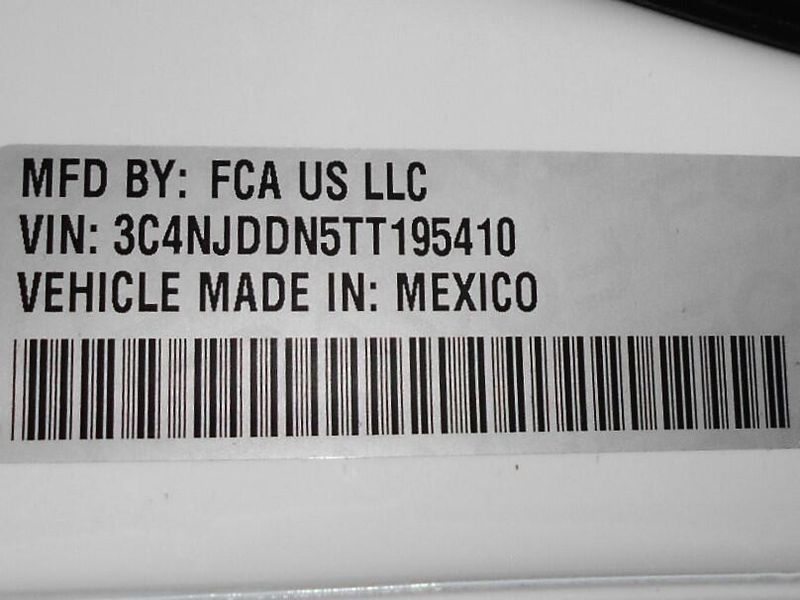 MFD BY: FCA US LLC
VIN: 3C4NJDDN5TT195410
VEHICLE MADE IN: MEXICO